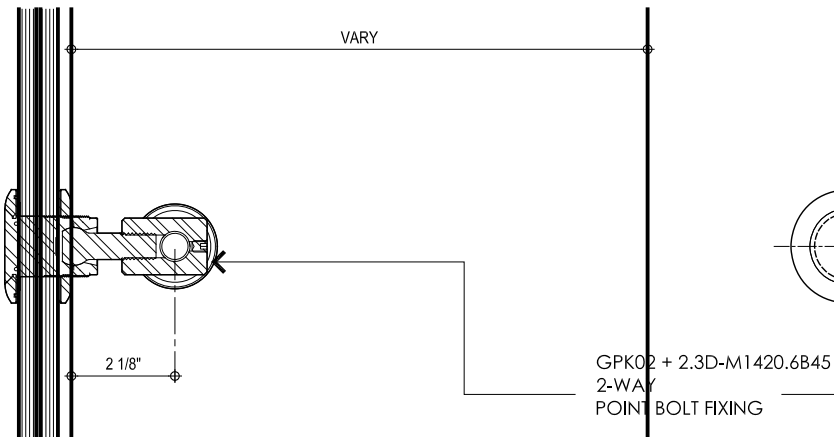 VARY
2 1/8"
GPK02 + 2.3D-M1420.6B45
2-WAY
POINT BOLT FIXING